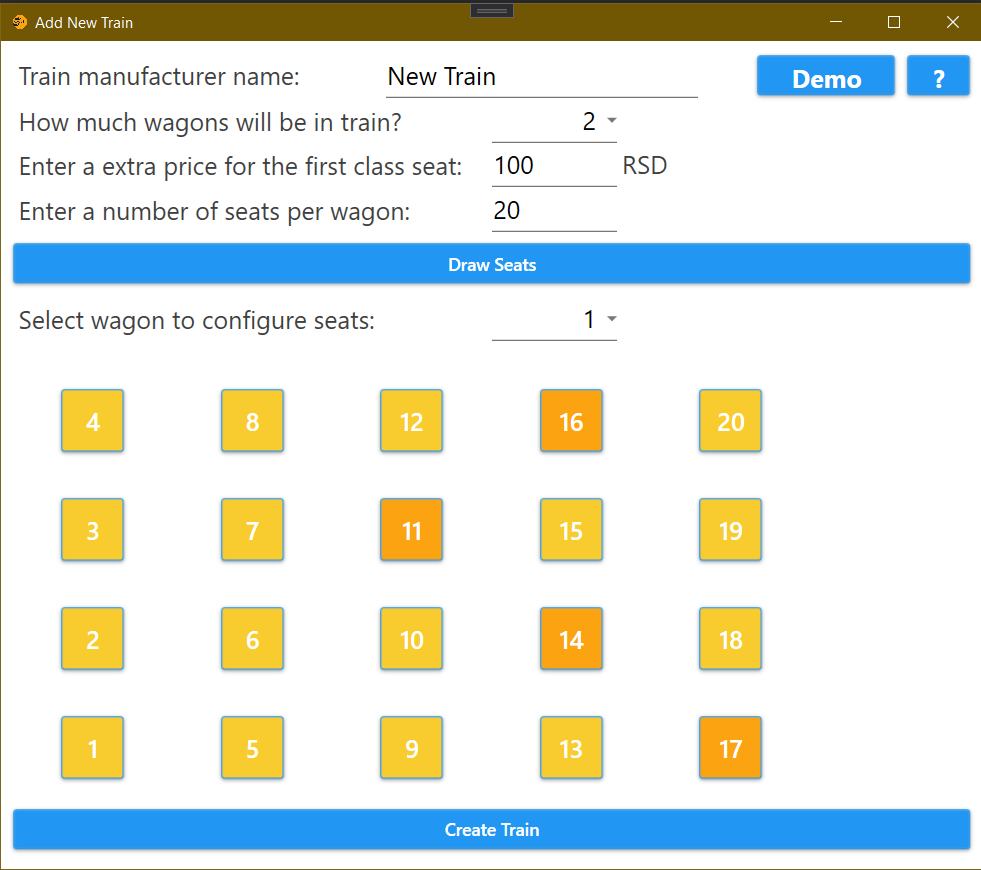 Add New Train
Train manufacturer name: New Train Demo ?
How much wagons will be in train? 2
Enter a extra price for the first class seat: 100 RSD
Enter a number of seats per wagon: 20
Draw Seats
Select wagon to configure seats: 1
4 8 12 16 20
3 7 11 15 19
2 6 10 14 18
1 5 9 13 17
Create Train